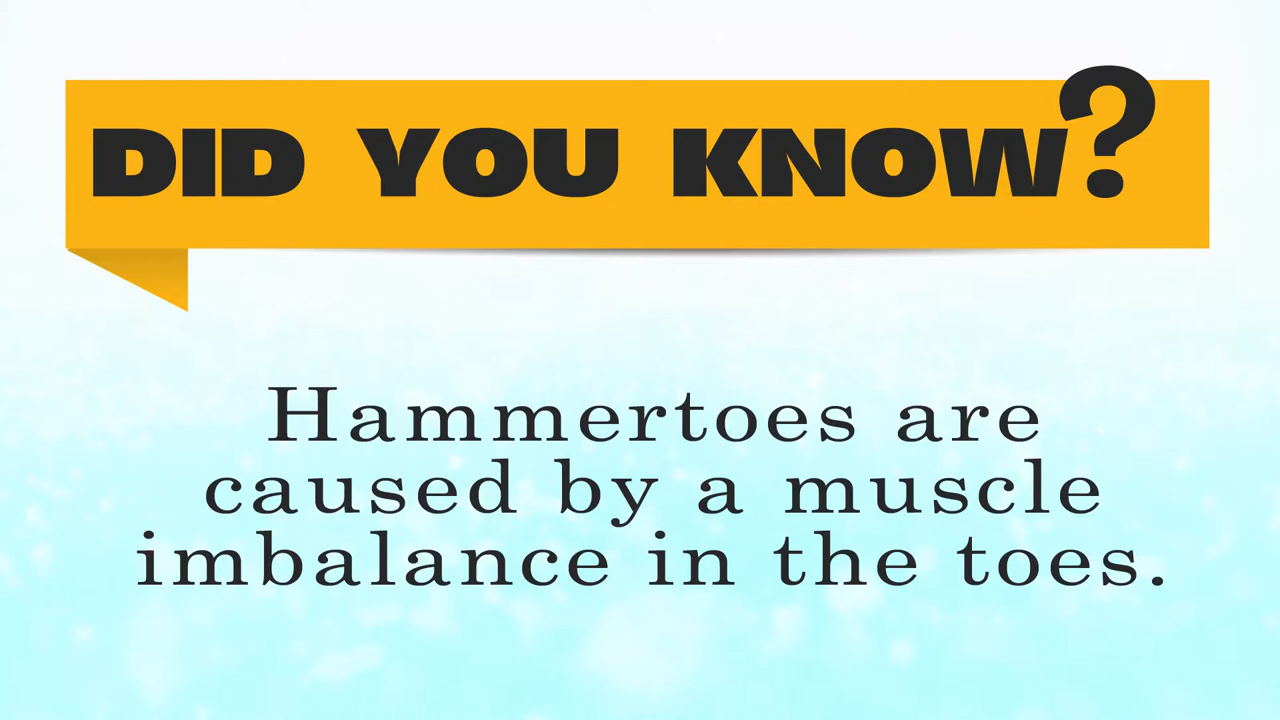 DID YOU KNOW?
Hammertoes are
caused by a muscle
imbalance in the toes.